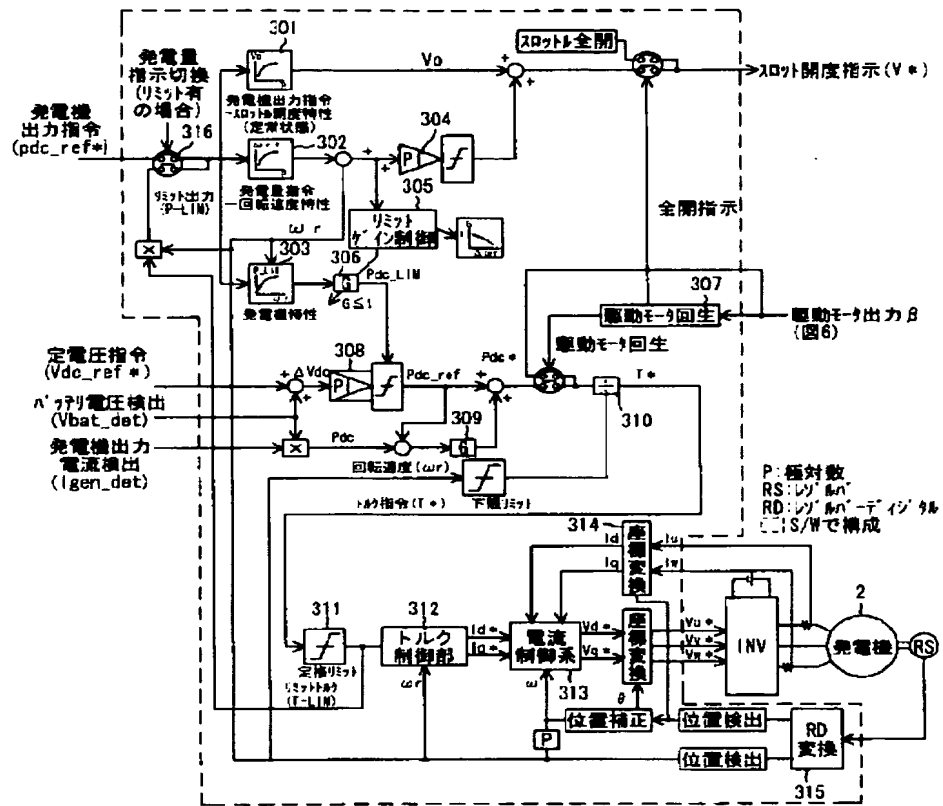 301
Vo
スロットル全開
スロット開度指示(V*)
発電量
指示切換
(リミット有
の場合)
316
発電機出力指令
-スロットル開度特性
(定常状態)
発電機
出力指令
(pdc_ref*)
302
304
P
発電量指令
-回転速度特性
リミット出力
(P-LIM)
305
リミット
ゲイン制御
全開指示
ωr
303
発電機特性
306
G
G≤1
Pdc_LIM
307
駆動モータ回生
駆動モータ出力β
(図6)
駆動モータ回生
定電圧指令
(Vdc_ref*)
ΔVdc
308
P
Pdc_ref
Pdc*
T*
310
バッテリ電圧検出
(Vbat_det)
発電機出力
電流検出
(Igen_det)
Pdc
309
G
回転速度(ωr)
下限リミット
トルク指令(T*)
P:極対数
RS:レゾルバ
RD:レゾルバーディジタル
S/Wで構成
314
座標変換
Id
Iq
Iu
Iw
311
定格リミット
リミットトルク
(T-LIM)
312
トルク
制御部
ωr
Id*
Iq*
電流
制御系
313
ω
Vd*
Vq*
座標変換
θ
Vu*
Vv*
Vw*
INV
2
発電機
RS
位置補正
位置検出
P
位置検出
RD
変換
315